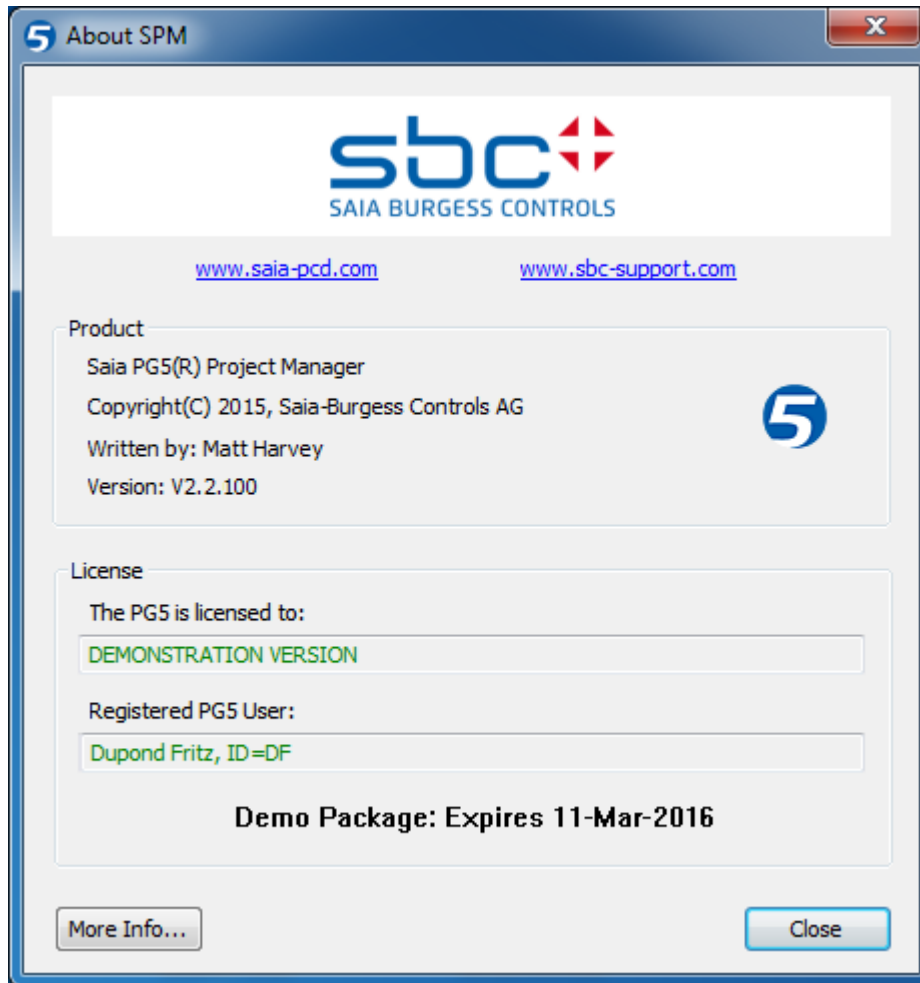 5 About SPM
x
sbc
SAIA BURGESS CONTROLS
www.saia-pcd.com www.sbc-support.com
Product
Saia PG5(R) Project Manager
Copyright(C) 2015, Saia-Burgess Controls AG
5
Written by: Matt Harvey
Version: V2.2.100
License
The PG5 is licensed to:
DEMONSTRATION VERSION
Registered PG5 User:
Dupond Fritz, ID=DF
Demo Package: Expires 11-Mar-2016
More Info... Close